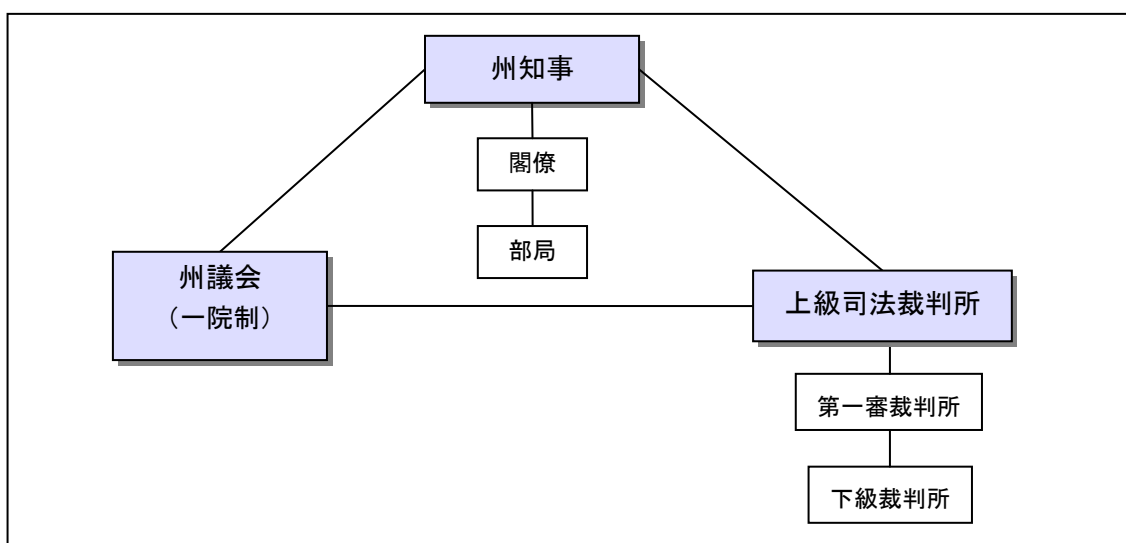 州知事
閣僚
部局
州議会
（一院制）
上級司法裁判所
第一審裁判所
下級裁判所